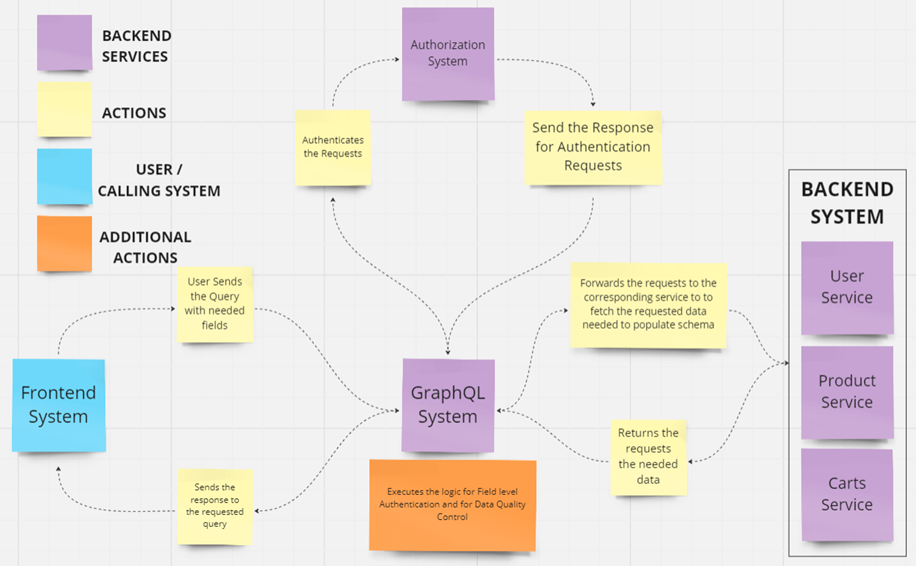 BACKEND
SERVICES
ACTIONS
USER /
CALLING SYSTEM
ADDITIONAL
ACTIONS
Authorization
System
Authenticates
the Requests
Send the Response
for Authentication
Requests
User Sends
the Query
with needed
fields
Frontend
System
Sends the
response to
the requested
query
GraphQL
System
Executes the logic for Field level
Authentication and for Data Quality
Control
Forwards the requests to the
corresponding service to to
fetch the requested data
needed to populate schema
Returns the
requests
the needed
data
BACKEND
SYSTEM
User
Service
Product
Service
Carts
Service